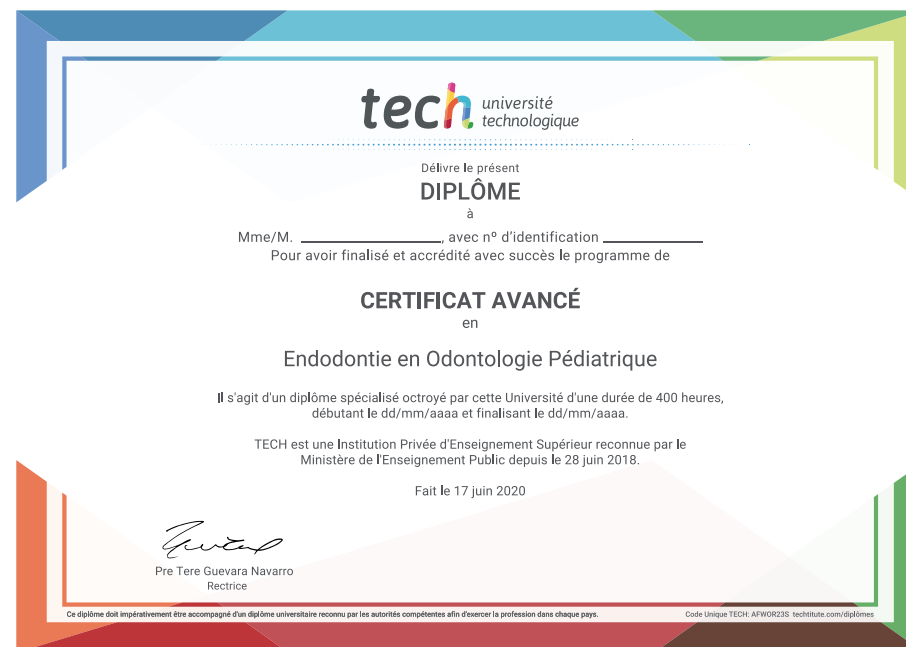 tech université
technologique
Délivre le présent
DIPLÔME
à
Mme/M. ____________________, avec nº d'identification ______________
Pour avoir finalisé et accrédité avec succès le programme de
CERTIFICAT AVANCÉ
en
Endodontie en Odontologie Pédiatrique
Il s'agit d'un diplôme spécialisé octroyé par cette Université d'une durée de 400 heures,
débutant le dd/mm/aaaa et finalisant le dd/mm/aaaa.
TECH est une Institution Privée d'Enseignement Supérieur reconnue par le
Ministère de l'Enseignement Public depuis le 28 juin 2018.
Fait le 17 juin 2020
Pre Tere Guevara Navarro
Rectrice
Ce diplôme doit impérativement être accompagné d'un diplôme universitaire reconnu par les autorités compétentes afin d'exercer la profession dans chaque pays.
Code Unique TECH: AFWOR23S techtitute.com/diplômes